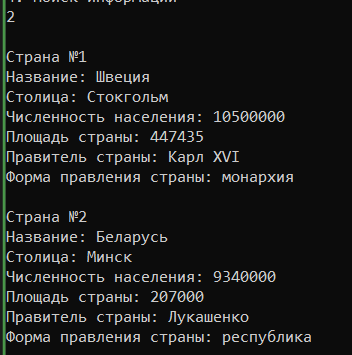 4. Поиск информации
2
Страна №1
Название: Швеция
Столица: Стокгольм
Численность населения: 10500000
Площадь страны: 447435
Правитель страны: Карл XVI
Форма правления страны: монархия
Страна №2
Название: Беларусь
Столица: Минск
Численность населения: 9340000
Площадь страны: 207000
Правитель страны: Лукашенко
Форма правления страны: республика